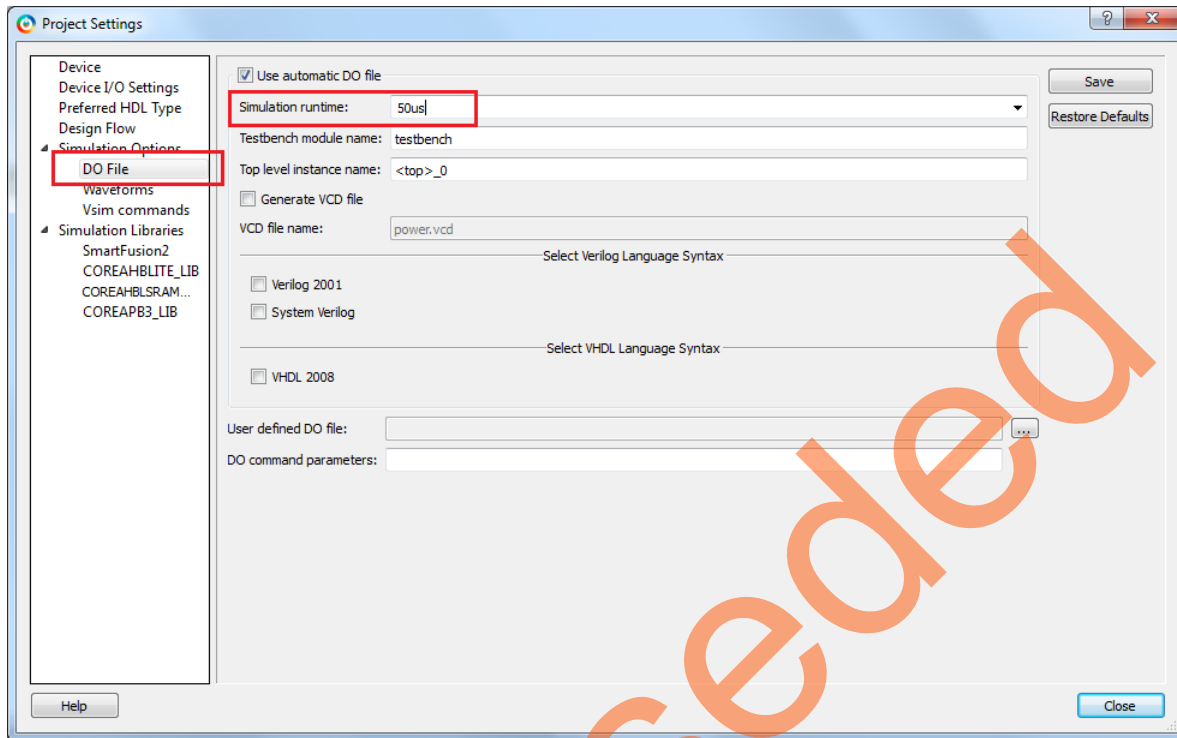 Project Settings
Device
Device I/O Settings
Preferred HDL Type
Design Flow
Simulation Options
DO File
Waveforms
Vsim commands
Simulation Libraries
SmartFusion2
COREAHBLITE_LIB
COREAHBLSRAM...
COREAPB3_LIB
Use automatic DO file
Simulation runtime: 50us
Testbench module name: testbench
Top level instance name: <top>_0
Generate VCD file
VCD file name: power.vcd
Select Verilog Language Syntax
Verilog 2001
System Verilog
Select VHDL Language Syntax
VHDL 2008
User defined DO file: ...
DO command parameters:
Save
Restore Defaults
Help
Close
ceded